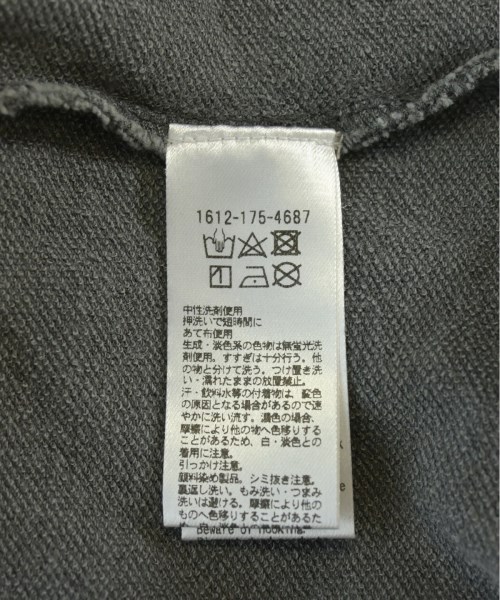 1612-175-4687
中性洗剤使用
押洗いで短時間に
あて布使用
生成・淡色系の色物は無蛍光洗
剤使用。すすぎは十分行う。他
の物と分けて洗う。つけ置き洗
い・濡れたままの放置禁止。
汗・飲料水等の付着物は、変色
の原因となる場合があるので速
やかに洗い流す。濃色の場合、
摩擦により他の物へ色移りする
ことがあるため、白・淡色との
着用に注意。
引っかけ注意。
顔料染め製品。シミ抜き注意。
裏返し洗い。もみ洗い・つまみ
洗いは避ける。摩擦により他の
ものへ色移りすることがあるた
Beware of hooking.